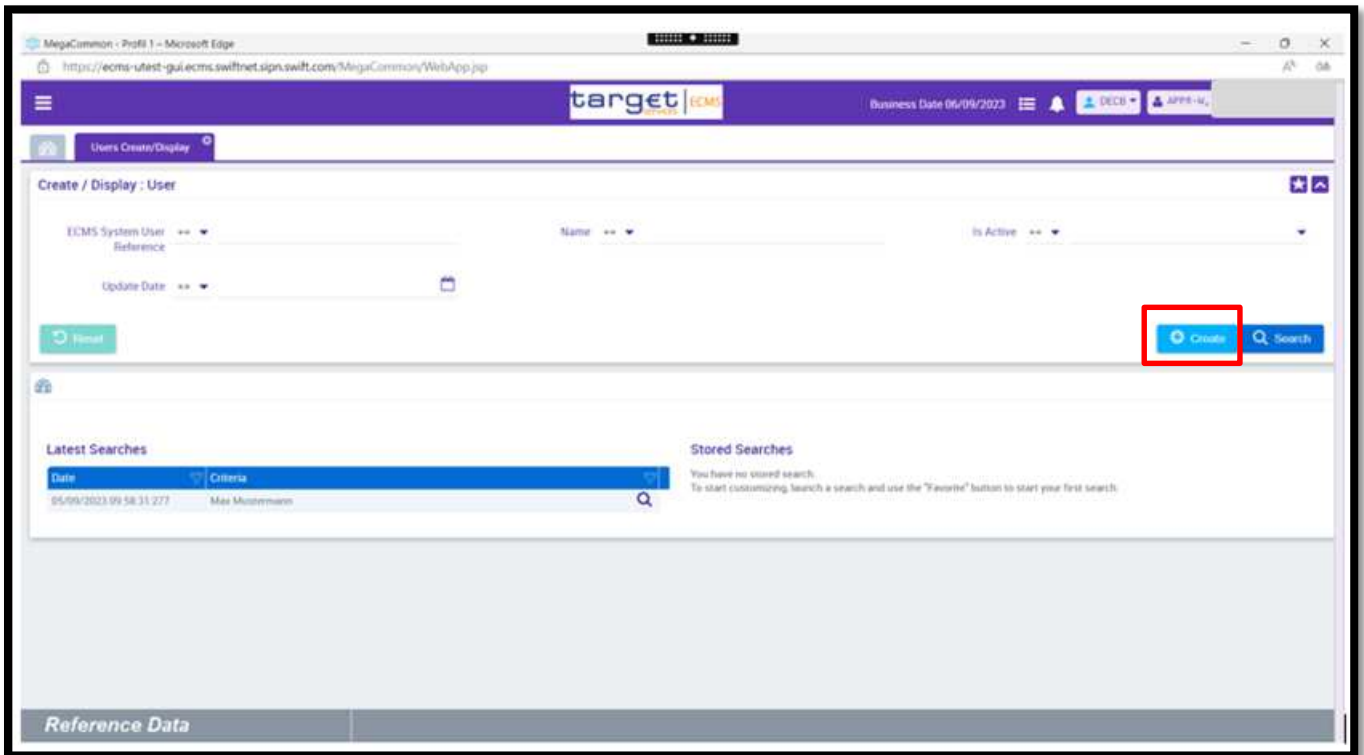 MegaCommon - Profil 1 – Microsoft Edge
https://ecms-utest-gui.ecms.swiftnet.sipn.swift.com/MegaCommon/WebApp.jsp
target SERVICES ECMS Business Date 06/09/2023 DECB
Users Create/Display
Create / Display : User
ECMS System User Reference == Name == Is Active ==
Update Date ==
Reset Create Search
Latest Searches
Stored Searches
Date Criteria
You have no stored search.
To start customizing, launch a search and use the "Favorite" button to start your first search.
05/09/2023 09:58:31:277 Max Mustermann
Reference Data